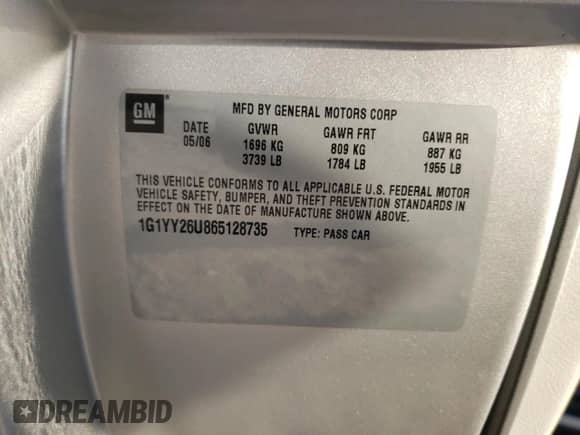 GM
MFD BY GENERAL MOTORS CORP
DATE GVWR GAWR FRT GAWR RR
05/06 1696 KG 809 KG 887 KG
3739 LB 1784 LB 1955 LB
THIS VEHICLE CONFORMS TO ALL APPLICABLE U.S. FEDERAL MOTOR
VEHICLE SAFETY, BUMPER, AND THEFT PREVENTION STANDARDS IN
EFFECT ON THE DATE OF MANUFACTURE SHOWN ABOVE.
1G1YY26U865128735 TYPE: PASS CAR
DREAMBID